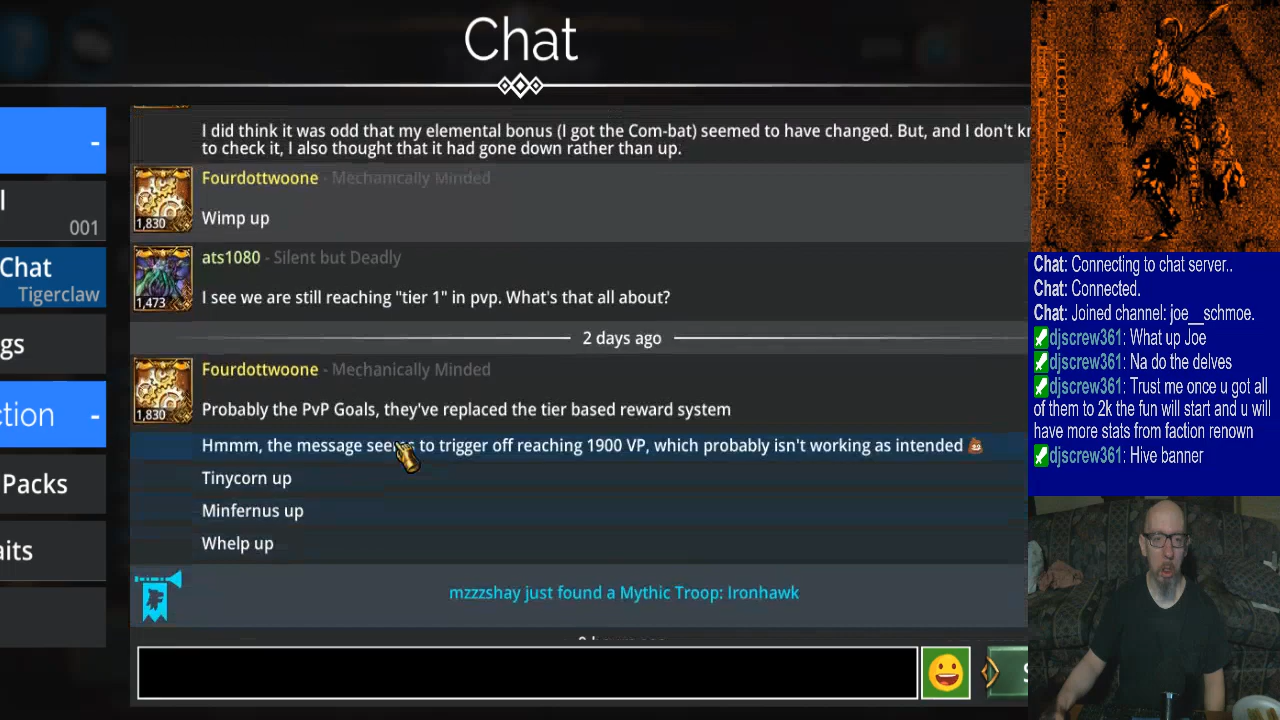 Chat
I did think it was odd that my elemental bonus (I got the Com-bat) seemed to have changed. But, and I don't kn
to check it, I also thought that it had gone down rather than up.
Fourdottwoone - Mechanically Minded
1,830
Wimp up
ats1080 - Silent but Deadly
1,473
I see we are still reaching "tier 1" in pvp. What's that all about?
2 days ago
Fourdottwoone - Mechanically Minded
1,830
Probably the PvP Goals, they've replaced the tier based reward system
Hmmm, the message seems to trigger off reaching 1900 VP, which probably isn't working as intended 💩
Tinycorn up
Minfernus up
Whelp up
mzzzshay just found a Mythic Troop: Ironhawk
-
l
001
Chat
Tigerclaw
gs
ction -
Packs
aits
Chat: Connecting to chat server..
Chat: Connected.
Chat: Joined channel: joe__schmoe.
djscrew361: What up Joe
djscrew361: Na do the delves
djscrew361: Trust me once u got all
of them to 2k the fun will start and u will
have more stats from faction renown
djscrew361: Hive banner